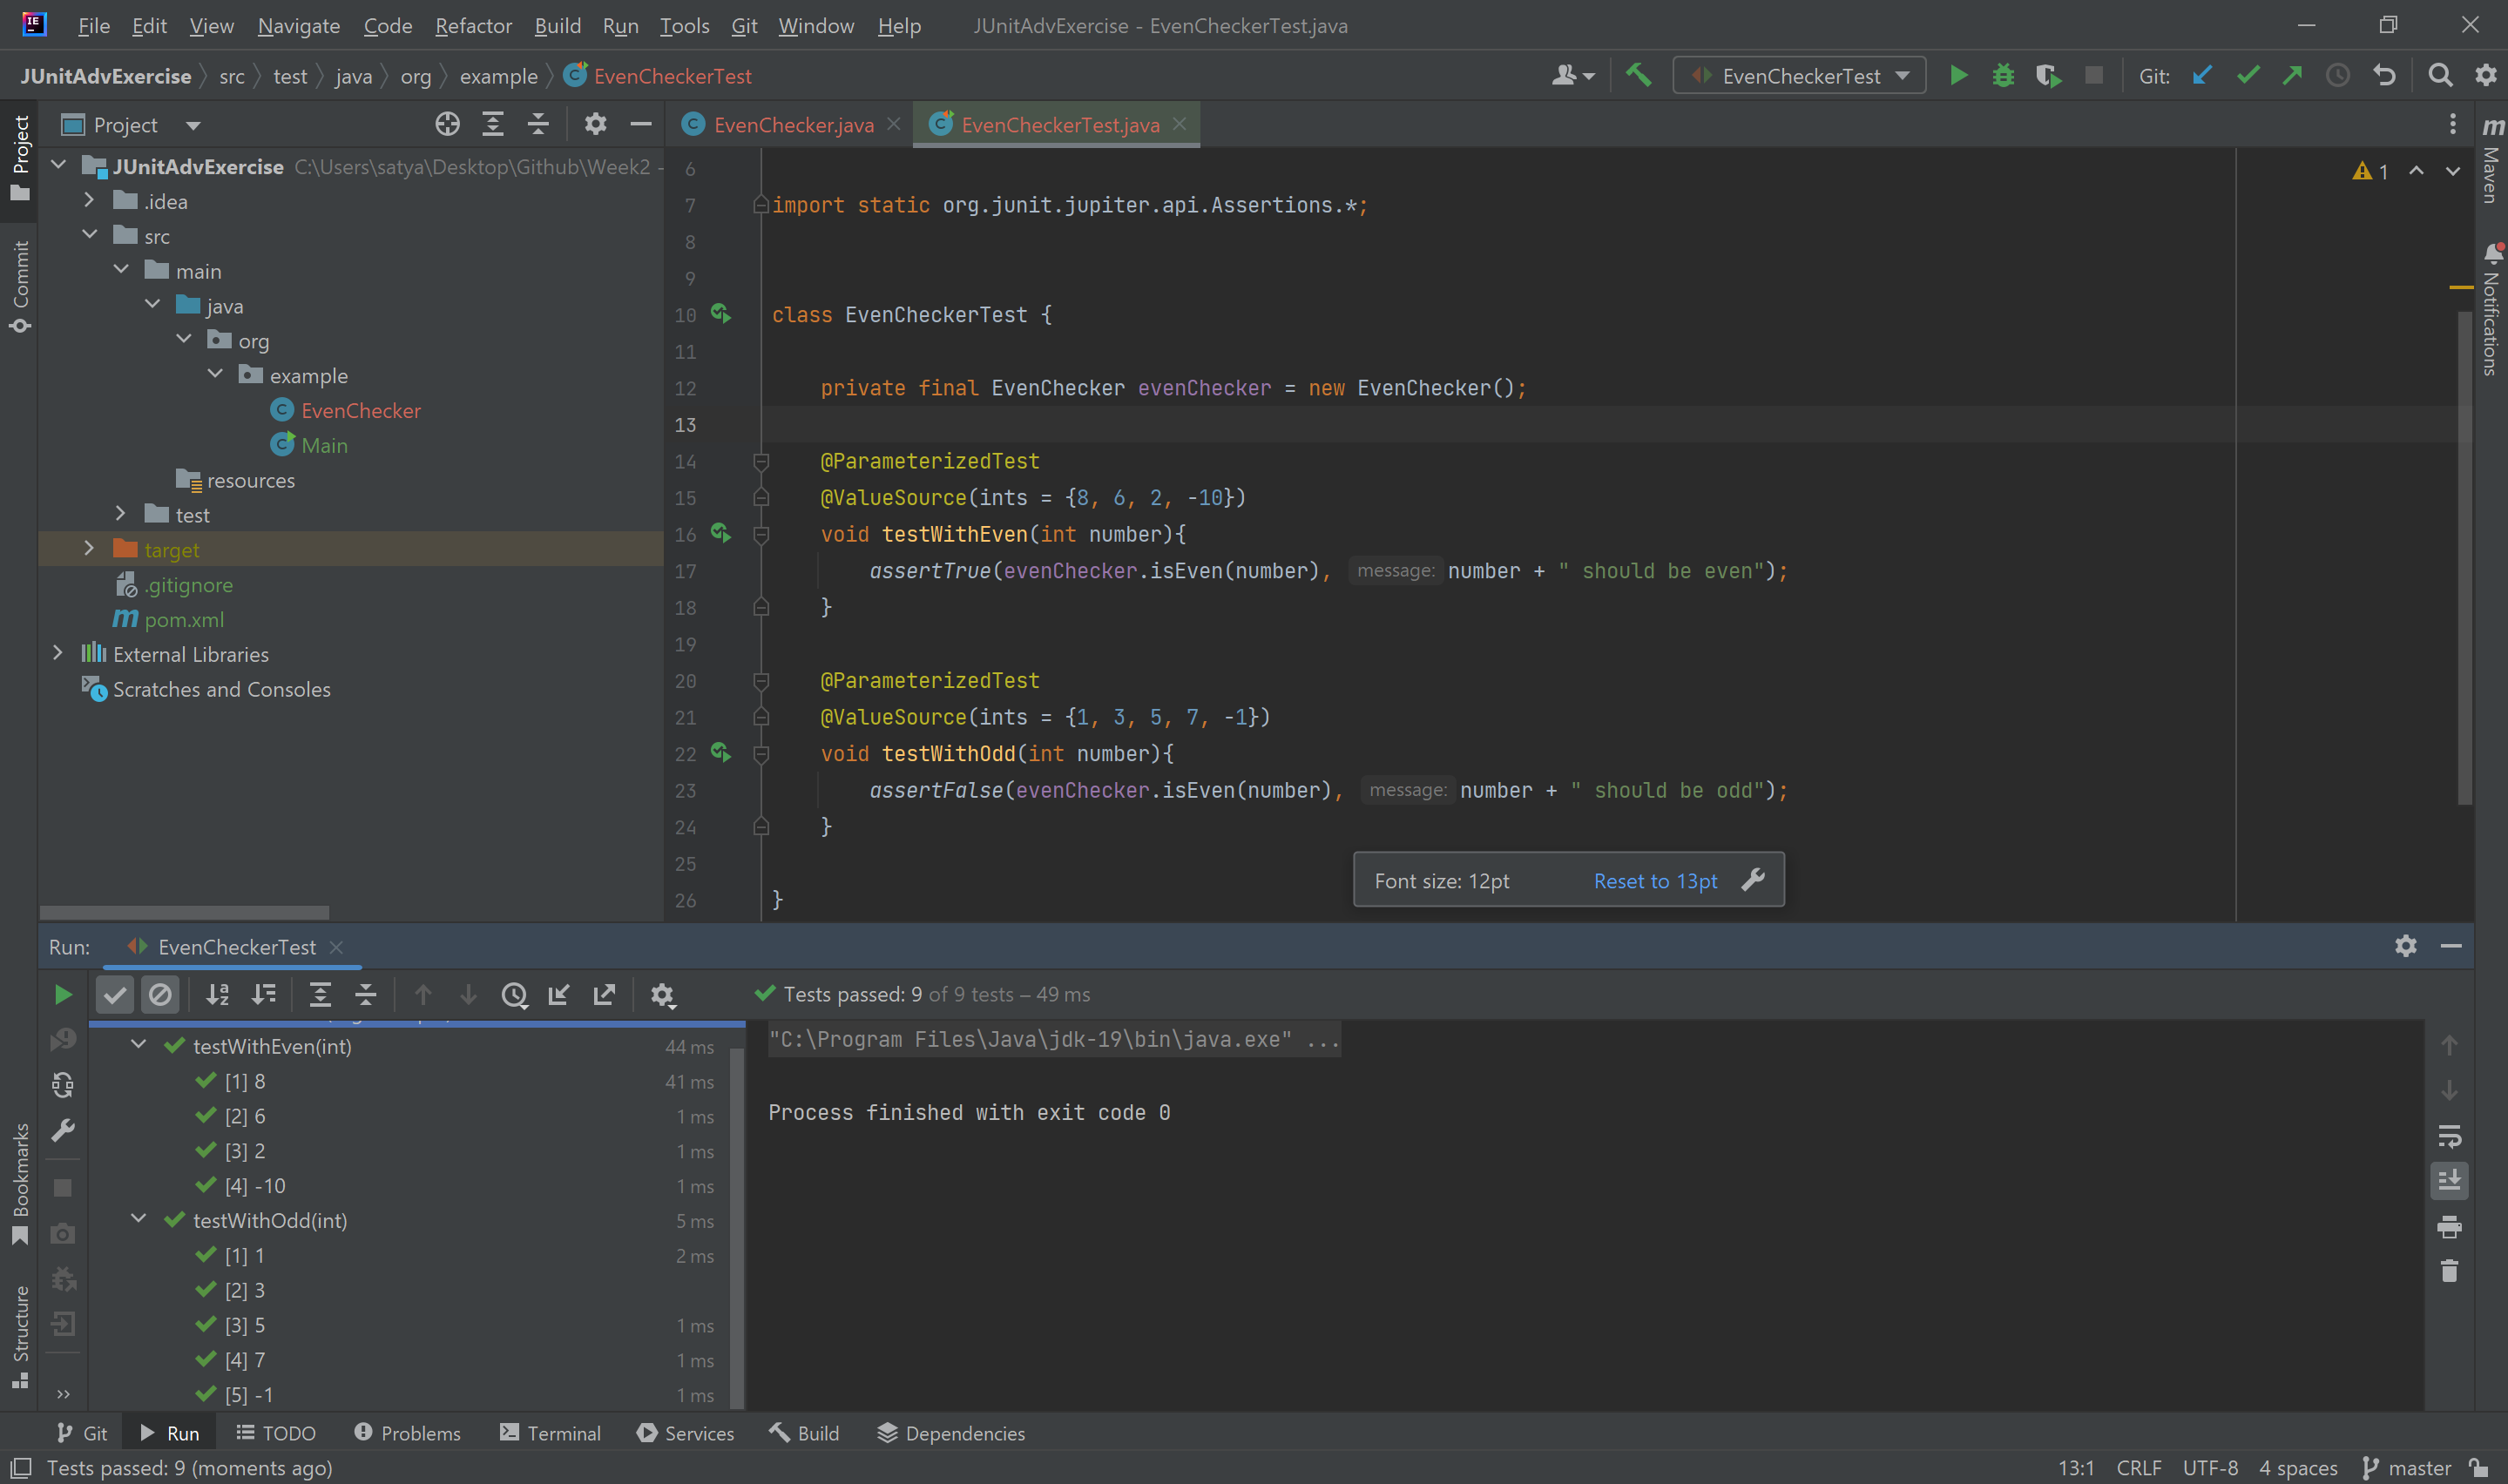 File Edit View Navigate Code Refactor Build Run Tools Git Window Help JUnitAdvExercise - EvenCheckerTest.java
JUnitAdvExercise src test java org example EvenCheckerTest EvenCheckerTest Git:
Project
EvenChecker.java EvenCheckerTest.java
Project
Commit
Bookmarks
Structure
JUnitAdvExercise C:\Users\satya\Desktop\Github\Week2 -
.idea
src
main
java
org
example
EvenChecker
Main
resources
test
target
.gitignore
pom.xml
External Libraries
Scratches and Consoles
6
7 import static org.junit.jupiter.api.Assertions.*;
8
9
10 class EvenCheckerTest {
11
12 private final EvenChecker evenChecker = new EvenChecker();
13
14 @ParameterizedTest
15 @ValueSource(ints = {8, 6, 2, -10})
16 void testWithEven(int number){
17 assertTrue(evenChecker.isEven(number), message: number + " should be even");
18 }
19
20 @ParameterizedTest
21 @ValueSource(ints = {1, 3, 5, 7, -1})
22 void testWithOdd(int number){
23 assertFalse(evenChecker.isEven(number), message: number + " should be odd");
24 }
25
26 }
1
Maven
Notifications
Font size: 12pt Reset to 13pt
Run: EvenCheckerTest
Tests passed: 9 of 9 tests – 49 ms
testWithEven(int) 44 ms
[1] 8 41 ms
[2] 6 1 ms
[3] 2 1 ms
[4] -10 1 ms
testWithOdd(int) 5 ms
[1] 1 2 ms
[2] 3
[3] 5 1 ms
[4] 7 1 ms
[5] -1 1 ms
"C:\Program Files\Java\jdk-19\bin\java.exe" ...
Process finished with exit code 0
Git Run TODO Problems Terminal Services Build Dependencies
Tests passed: 9 (moments ago) 13:1 CRLF UTF-8 4 spaces master